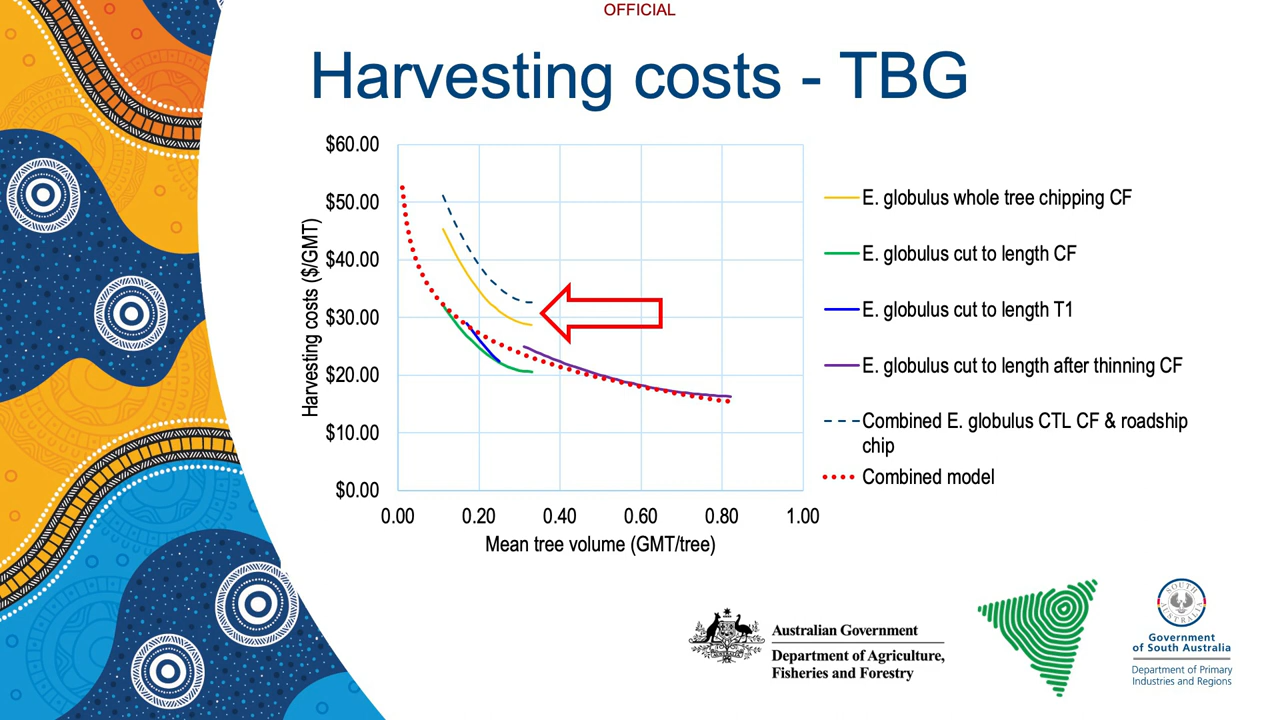 OFFICIAL
Harvesting costs - TBG
$60.00
$50.00
$40.00
$30.00
$20.00
$10.00
$0.00
Harvesting costs ($/GMT)
0.00 0.20 0.40 0.60 0.80 1.00
Mean tree volume (GMT/tree)
E. globulus whole tree chipping CF
E. globulus cut to length CF
E. globulus cut to length T1
E. globulus cut to length after thinning CF
Combined E. globulus CTL CF & roadship
chip
Combined model
Australian Government
Department of Agriculture,
Fisheries and Forestry
SOUTH
AUSTRALIA
Government
of South Australia
Department of Primary
Industries and Regions